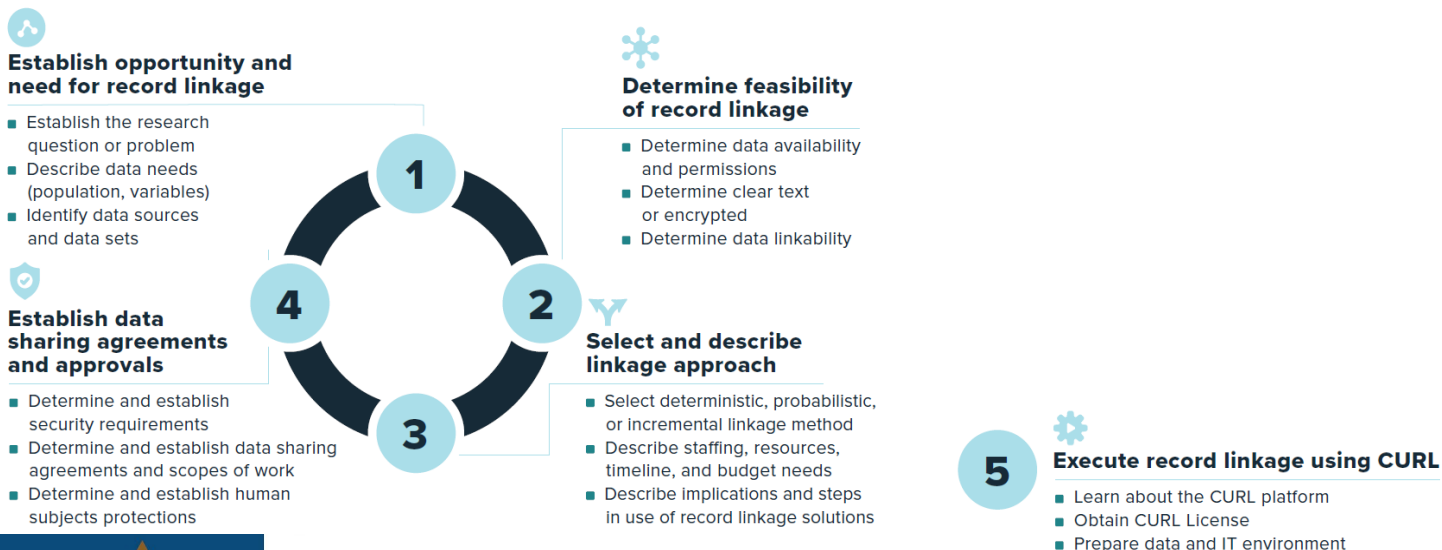 Establish opportunity and
need for record linkage
Establish the research
question or problem
Describe data needs
(population, variables)
Identify data sources
and data sets
1
Determine feasibility
of record linkage
Determine data availability
and permissions
Determine clear text
or encrypted
Determine data linkability
2
Select and describe
linkage approach
Select deterministic, probabilistic,
or incremental linkage method
Describe staffing, resources,
timeline, and budget needs
Describe implications and steps
in use of record linkage solutions
3
4
Establish data
sharing agreements
and approvals
Determine and establish
security requirements
Determine and establish data sharing
agreements and scopes of work
Determine and establish human
subjects protections
5
Execute record linkage using CURL
Learn about the CURL platform
Obtain CURL License
Prepare data and IT environment